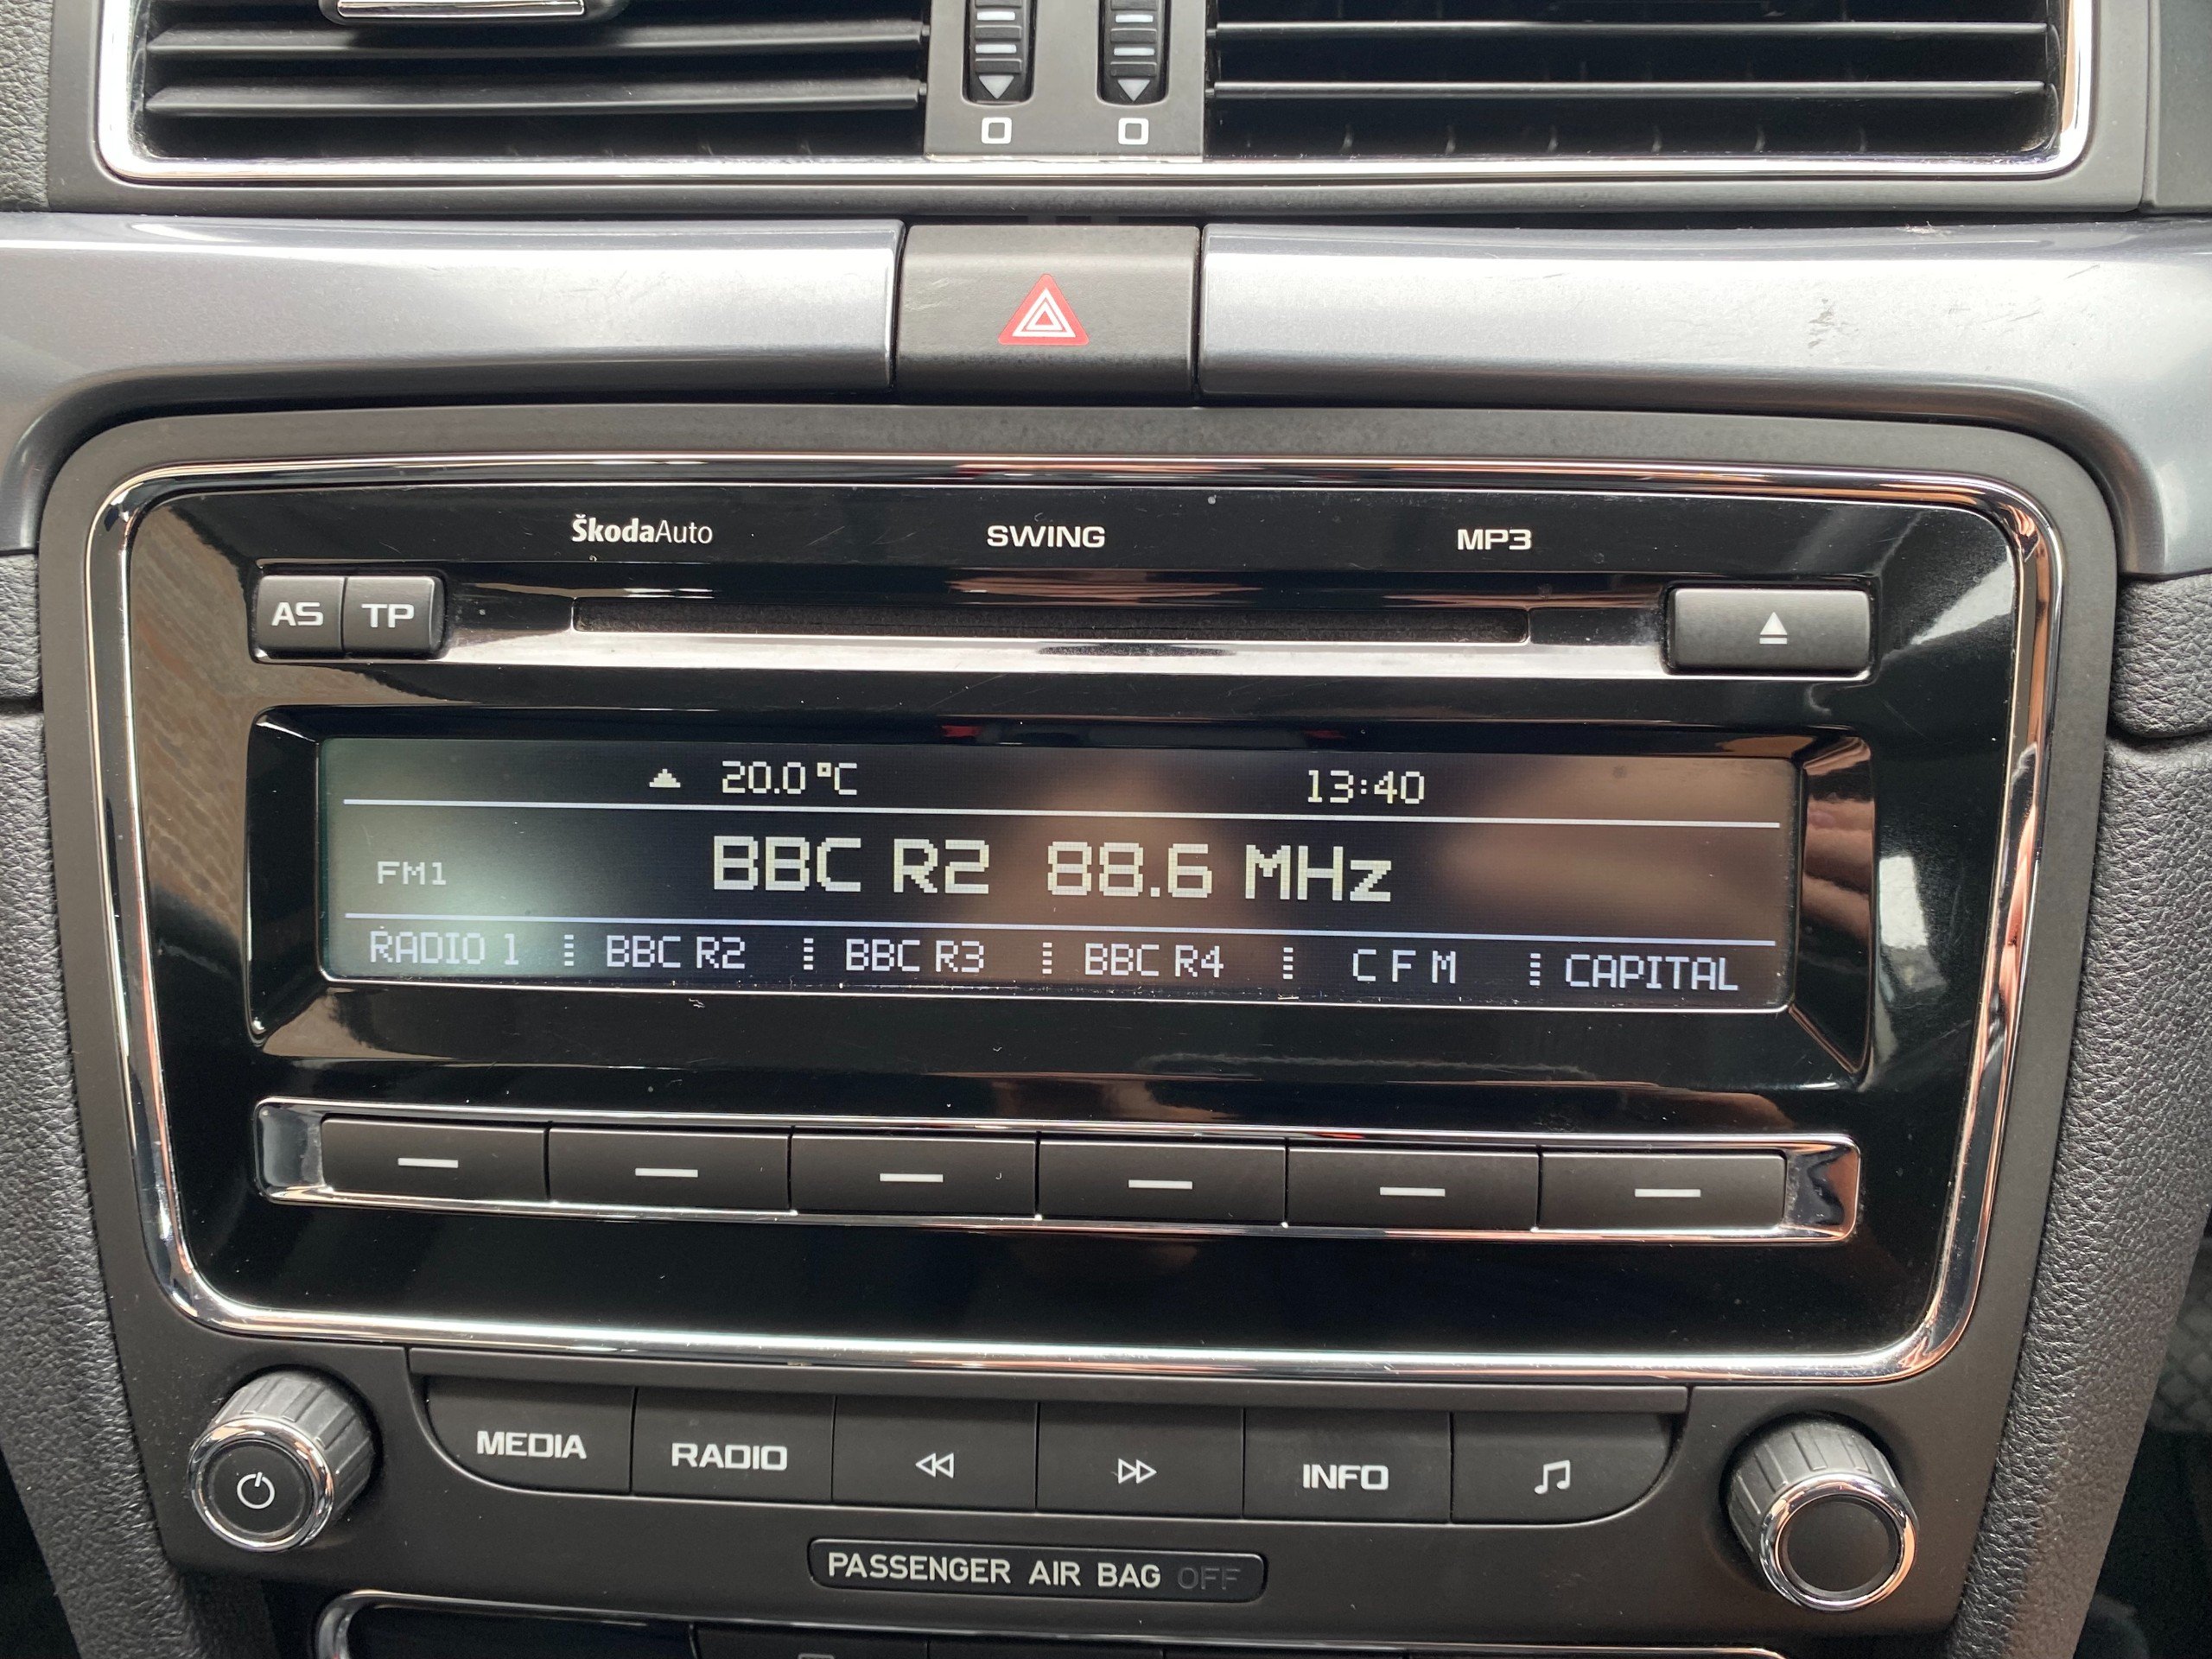 ŠkodaAuto SWING MP3
AS TP
20.0°C 13:40
FM1 BBC R2 88.6 MHz
RADIO 1 BBC R2 BBC R3 BBC R4 C F M CAPITAL
MEDIA RADIO INFO
PASSENGER AIR BAG OFF